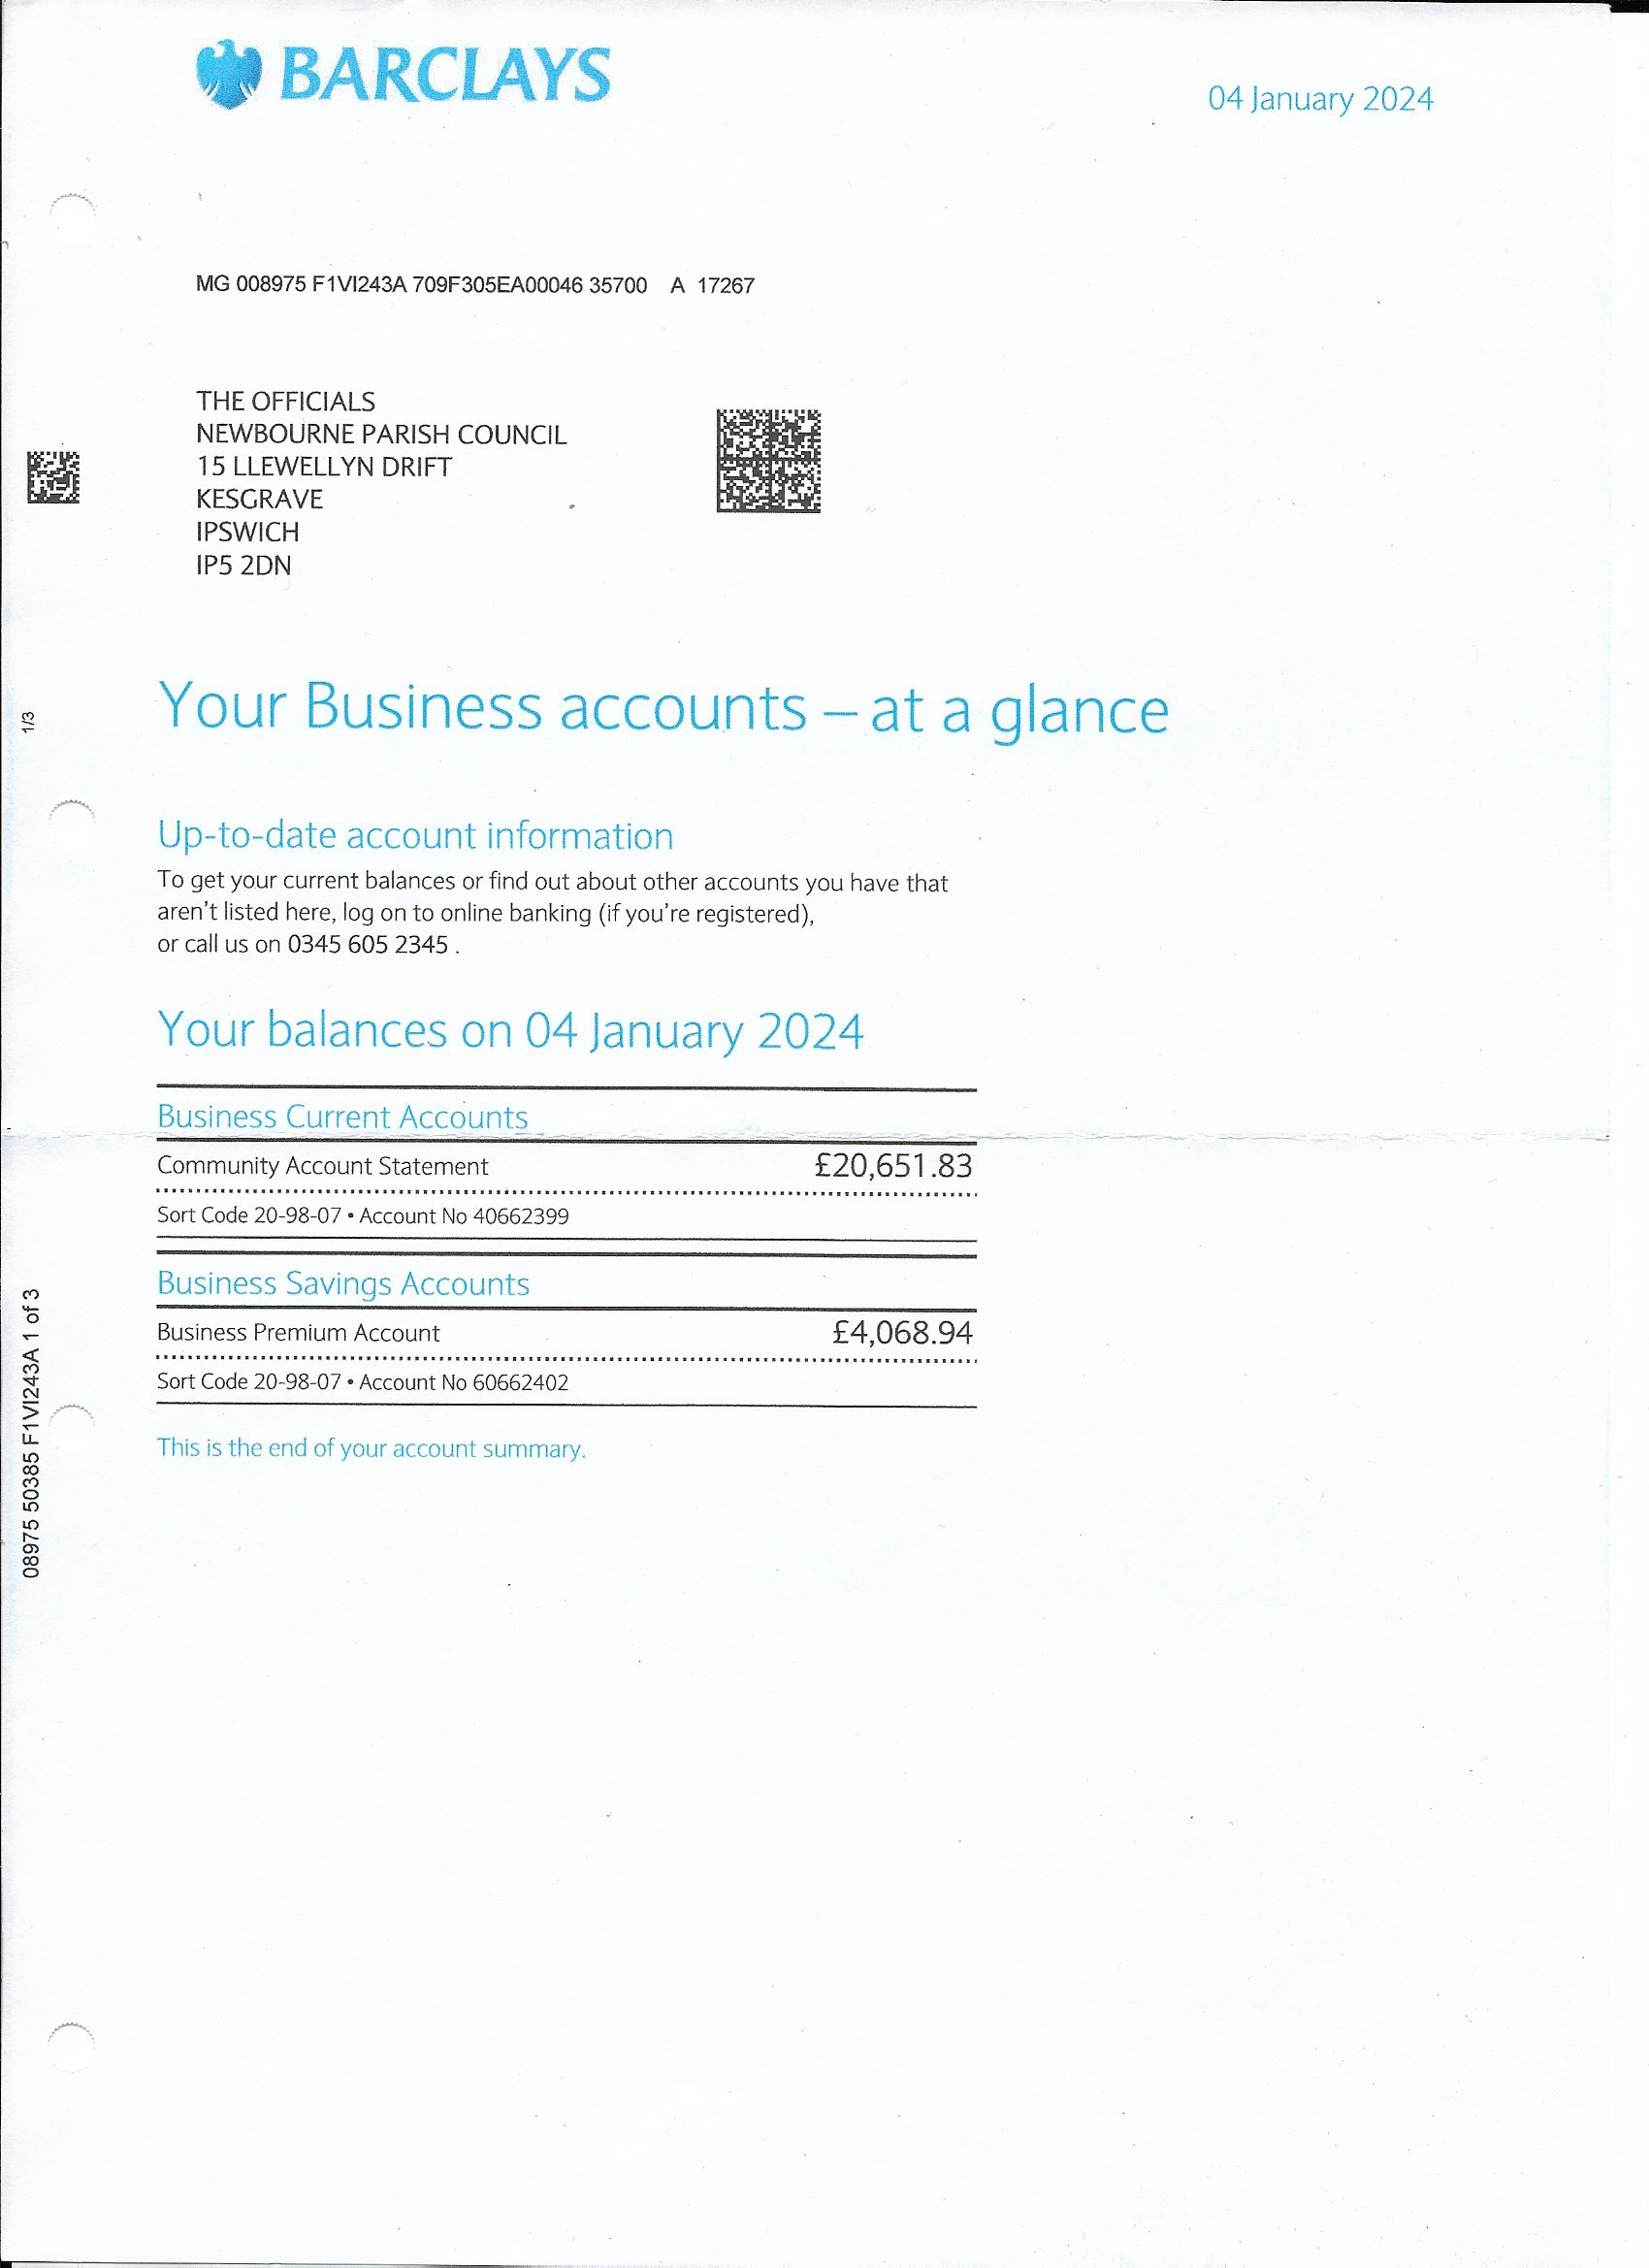 BARCLAYS
04 January 2024
MG 008975 F1VI243A 709F305EA00046 35700 A 17267
THE OFFICIALS
NEWBOURNE PARISH COUNCIL
15 LLEWELLYN DRIFT
KESGRAVE
IPSWICH
IP5 2DN
1/3
Your Business accounts – at a glance
Up-to-date account information
To get your current balances or find out about other accounts you have that
aren't listed here, log on to online banking (if you're registered),
or call us on 0345 605 2345 .
Your balances on 04 January 2024
Business Current Accounts
Community Account Statement £20,651.83
Sort Code 20-98-07 • Account No 40662399
Business Savings Accounts
Business Premium Account £4,068.94
Sort Code 20-98-07 • Account No 60662402
This is the end of your account summary.
08975 50385 F1VI243A 1 of 3